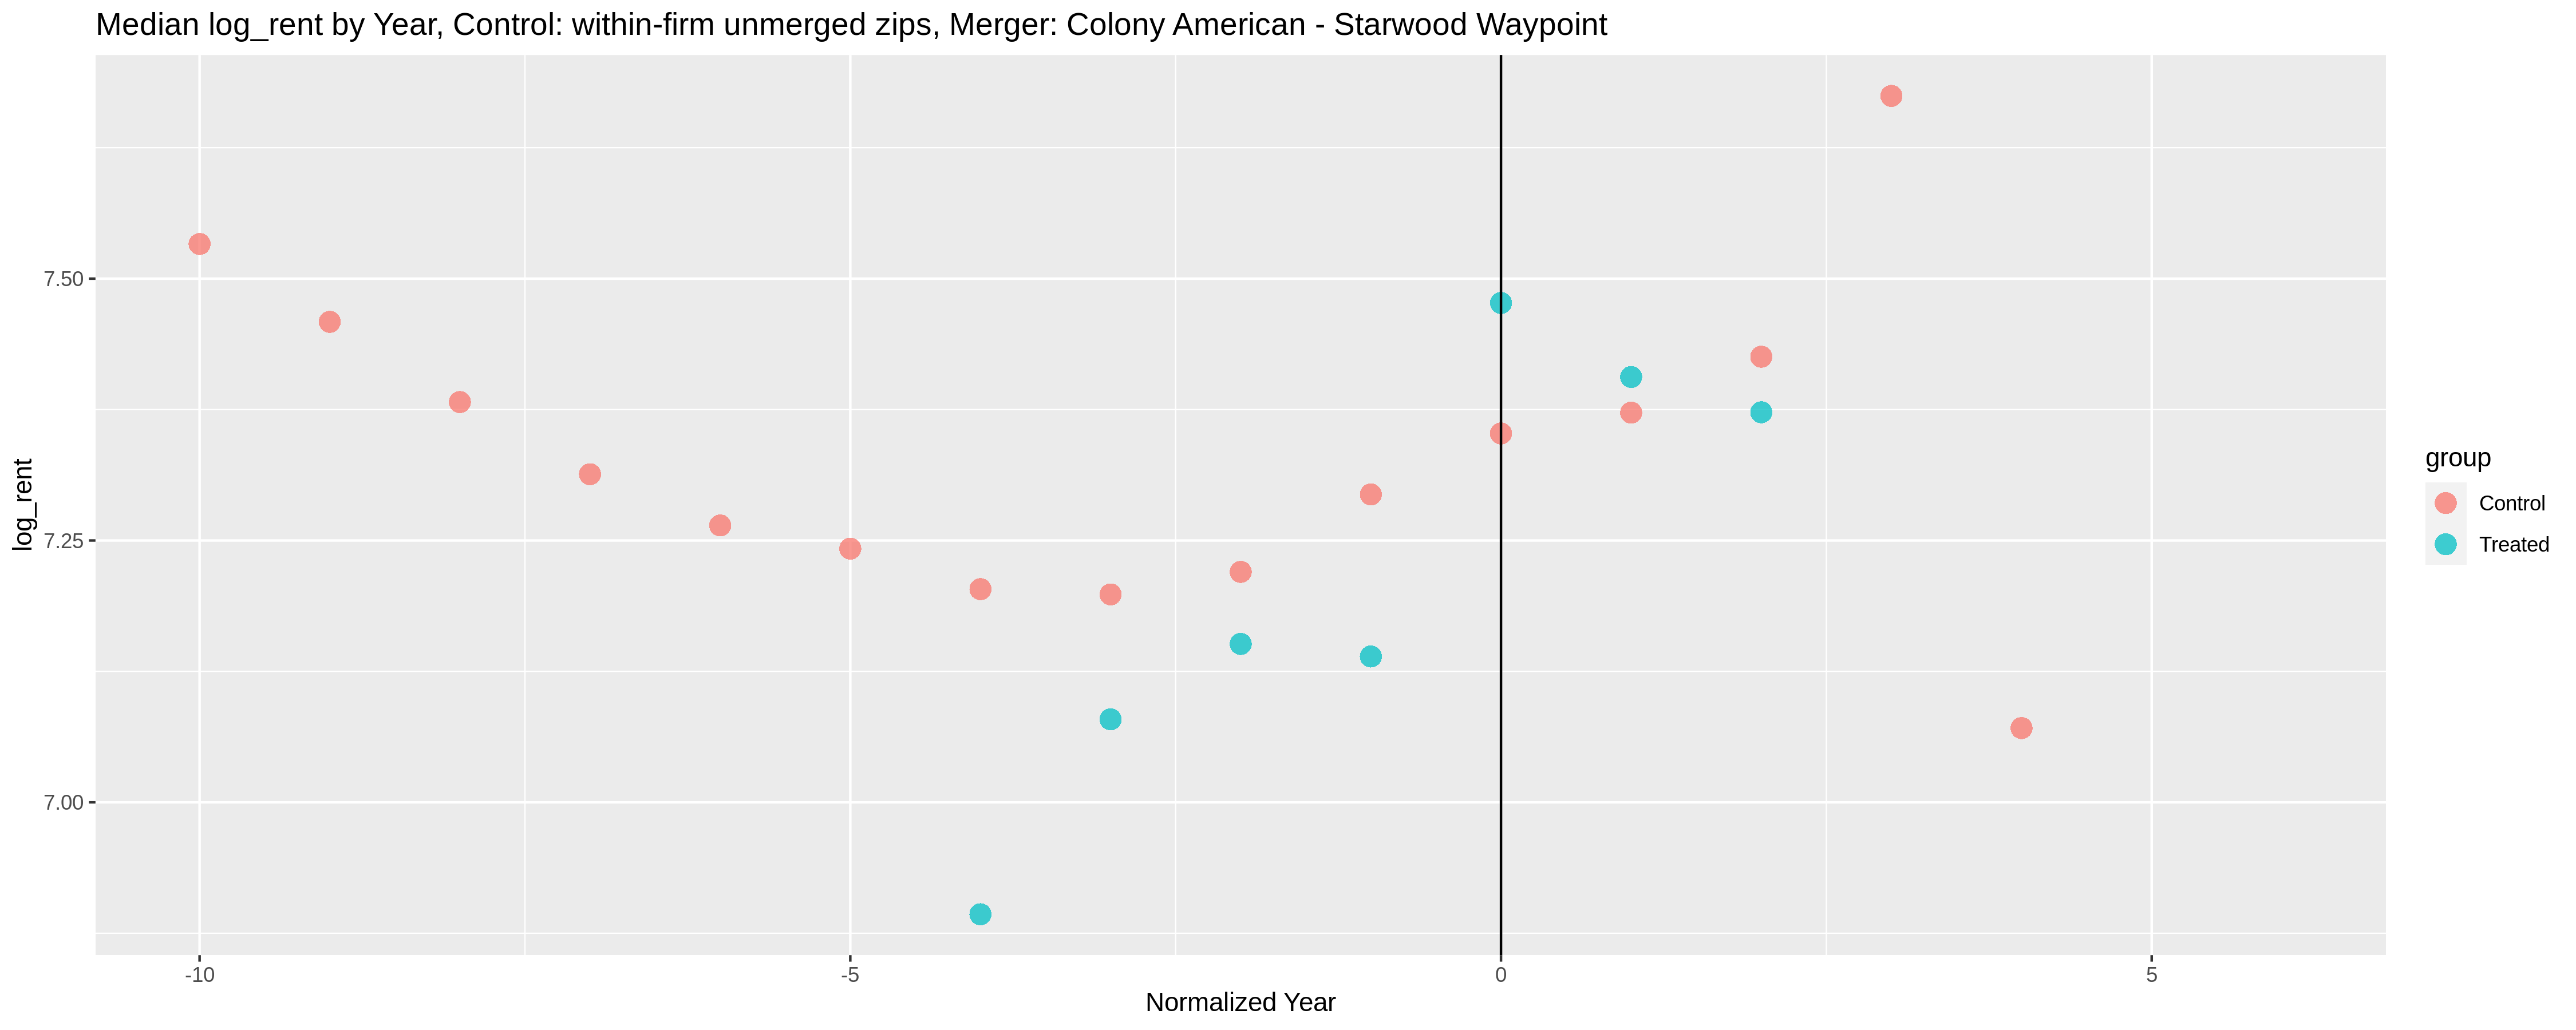 Median log_rent by Year, Control: within-firm unmerged zips, Merger: Colony American - Starwood Waypoint
log_rent
7.50
7.25
7.00
-10
-5
0
5
Normalized Year
group
Control
Treated